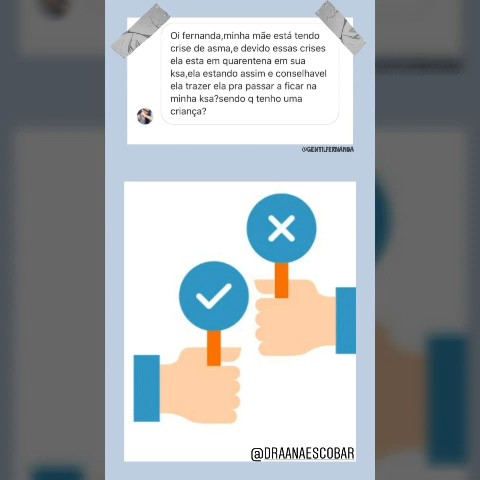 Oi fernanda,minha mãe está tendo
crise de asma,e devido essas crises
ela esta em quarentena em sua
ksa,ela estando assim e conselhavel
ela trazer ela pra passar a ficar na
minha ksa?sendo q tenho uma
criança?
@GENTILFERNANDA
@DRAANAESCOBAR